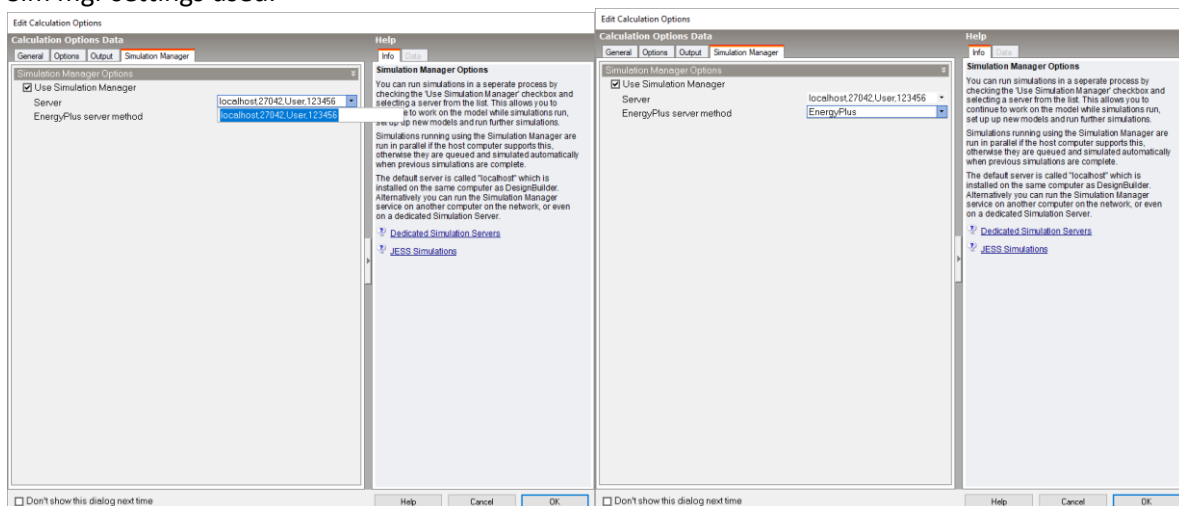 Sim mgr settings used:
Edit Calculation Options
Calculation Options Data
General Options Output Simulation Manager
Simulation Manager Options
Use Simulation Manager
Server localhost,27042,User,123456
localhost,27042,User,123456
EnergyPlus server method
Don't show this dialog next time
Help
Info Data
Simulation Manager Options
You can run simulations in a seperate process by
checking the 'Use Simulation Manager' checkbox and
selecting a server from the list. This allows you to
e to work on the model while simulations run,
set up up new models and run further simulations.
Simulations running using the Simulation Manager are
run in parallel if the host computer supports this,
otherwise they are queued and simulated automatically
when previous simulations are complete.
The default server is called "localhost" which is
installed on the same computer as DesignBuilder.
Alternatively you can run the Simulation Manager
service on another computer on the network, or even
on a dedicated Simulation Server.
Dedicated Simulation Servers
JESS Simulations
Help Cancel OK
Edit Calculation Options
Calculation Options Data
General Options Output Simulation Manager
Simulation Manager Options
Use Simulation Manager
Server localhost,27042,User,123456
EnergyPlus server method EnergyPlus
Don't show this dialog next time
Help
Info Data
Simulation Manager Options
You can run simulations in a seperate process by
checking the 'Use Simulation Manager' checkbox and
selecting a server from the list. This allows you to
continue to work on the model while simulations run,
set up up new models and run further simulations.
Simulations running using the Simulation Manager are
run in parallel if the host computer supports this,
otherwise they are queued and simulated automatically
when previous simulations are complete.
The default server is called "localhost" which is
installed on the same computer as DesignBuilder.
Alternatively you can run the Simulation Manager
service on another computer on the network, or even
on a dedicated Simulation Server.
Dedicated Simulation Servers
JESS Simulations
Help Cancel OK